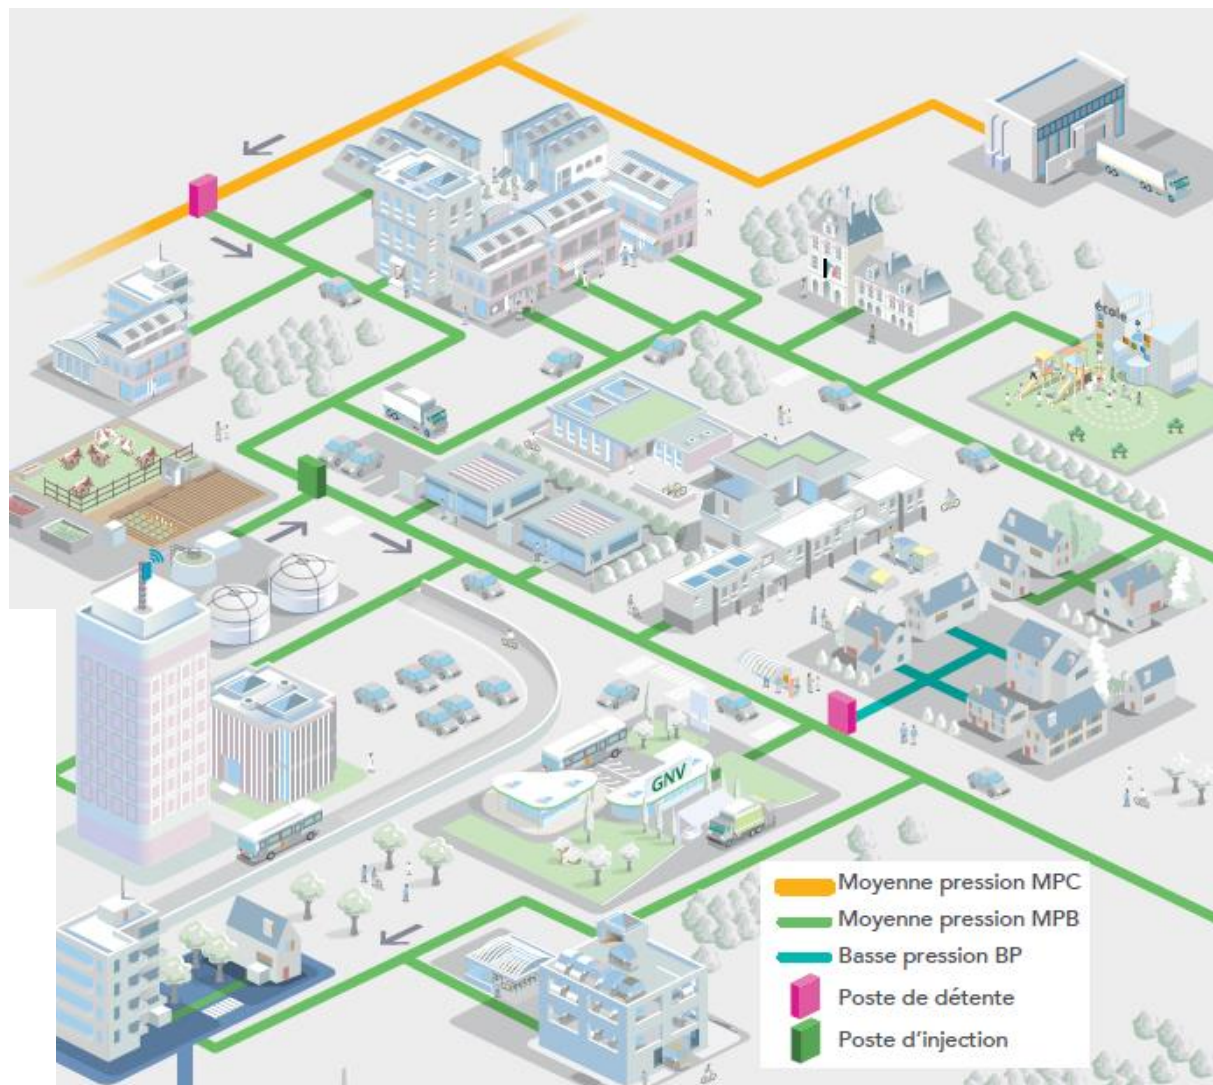 école
GNV
Moyenne pression MPC
Moyenne pression MPB
Basse pression BP
Poste de détente
Poste d'injection